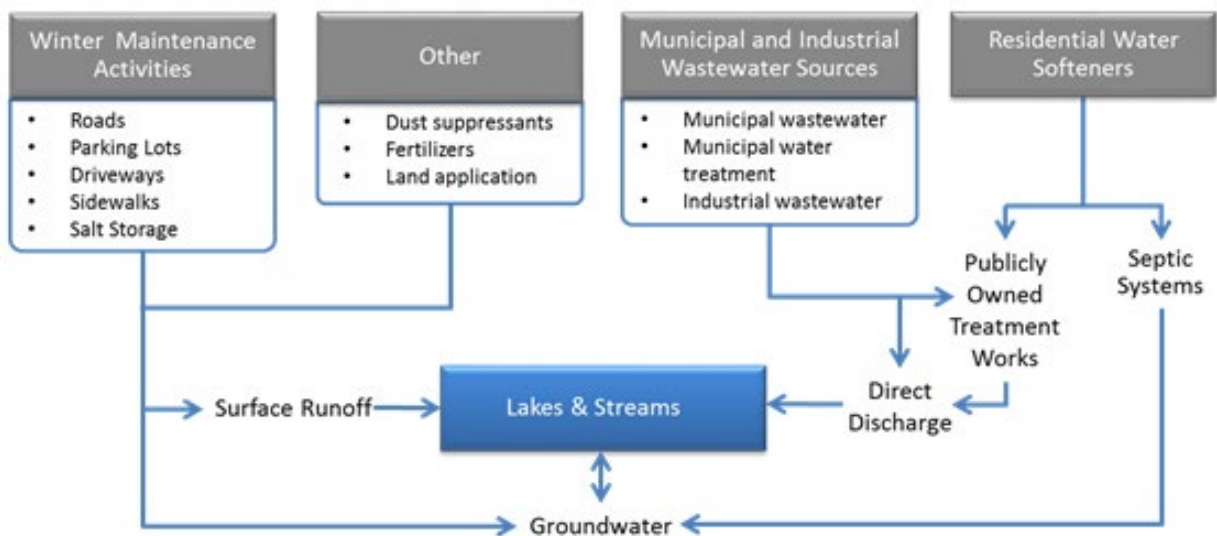 Winter Maintenance
Activities
• Roads
• Parking Lots
• Driveways
• Sidewalks
• Salt Storage
Other
• Dust suppressants
• Fertilizers
• Land application
Municipal and Industrial
Wastewater Sources
• Municipal wastewater
• Municipal water
treatment
• Industrial wastewater
Residential Water
Softeners
Publicly
Owned
Treatment
Works
Septic
Systems
Surface Runoff
Lakes & Streams
Direct
Discharge
Groundwater